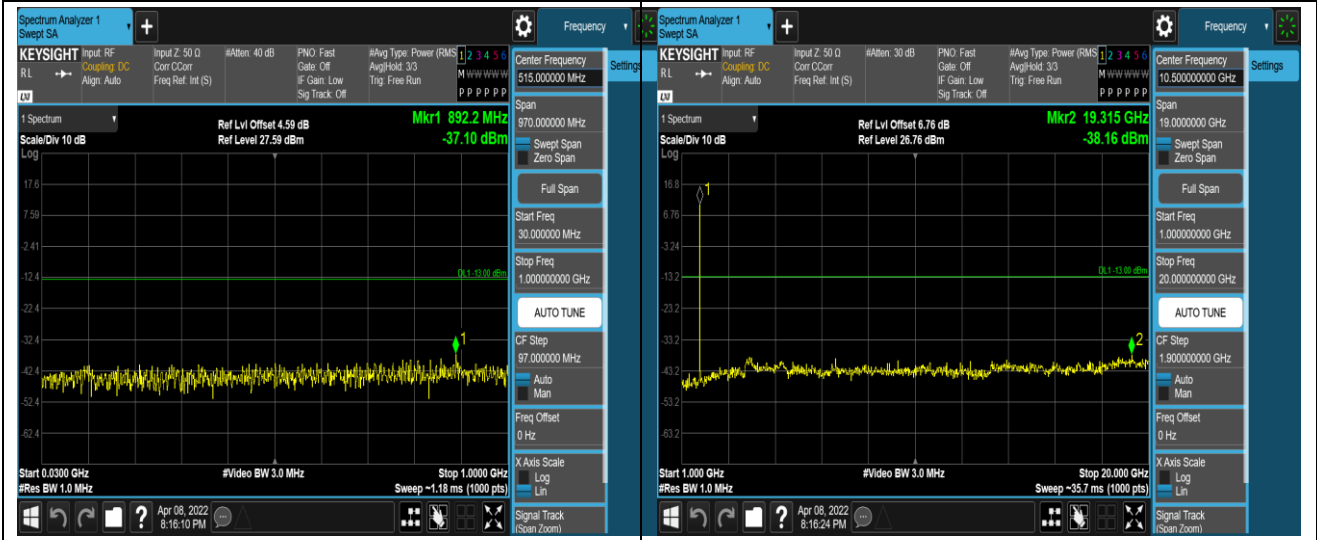 Spectrum Analyzer 1
Swept SA
Frequency
KEYSIGHT
RL
LXI
Input: RF
Coupling: DC
Align: Auto
Input Z: 50 Ω
Corr CCorr
Freq Ref: Int (S)
#Atten: 40 dB
PNO: Fast
Gate: Off
IF Gain: Low
Sig Track: Off
#Avg Type: Power (RMS
Avg|Hold: 3/3
Trig: Free Run
1 2 3 4 5 6
M W W W W W
P P P P P P
Center Frequency
515.000000 MHz
Settings
1 Spectrum
Scale/Div 10 dB
Log
Ref Lvl Offset 4.59 dB
Ref Level 27.59 dBm
Mkr1 892.2 MHz
-37.10 dBm
17.6
7.59
-2.41
-12.4
-22.4
-32.4
-42.4
-52.4
-62.4
DL1 -13.00 dBm
1
Span
970.000000 MHz
Swept Span
Zero Span
Full Span
Start Freq
30.000000 MHz
Stop Freq
1.000000000 GHz
AUTO TUNE
CF Step
97.000000 MHz
Auto
Man
Freq Offset
0 Hz
X Axis Scale
Log
Lin
Signal Track
(Span Zoom)
Start 0.0300 GHz
#Res BW 1.0 MHz
#Video BW 3.0 MHz
Stop 1.0000 GHz
Sweep ~1.18 ms (1000 pts)
?
Apr 08, 2022
8:16:10 PM
Spectrum Analyzer 1
Swept SA
Frequency
KEYSIGHT
RL
LXI
Input: RF
Coupling: DC
Align: Auto
Input Z: 50 Ω
Corr CCorr
Freq Ref: Int (S)
#Atten: 30 dB
PNO: Fast
Gate: Off
IF Gain: Low
Sig Track: Off
#Avg Type: Power (RMS
Avg|Hold: 3/3
Trig: Free Run
1 2 3 4 5 6
M W W W W W
P P P P P P
Center Frequency
10.500000000 GHz
Settings
1 Spectrum
Scale/Div 10 dB
Log
Ref Lvl Offset 6.76 dB
Ref Level 26.76 dBm
Mkr2 19.315 GHz
-38.16 dBm
16.8
6.76
-3.24
-13.2
-23.2
-33.2
-43.2
-53.2
-63.2
1
DL1 -13.00 dBm
2
Span
19.0000000 GHz
Swept Span
Zero Span
Full Span
Start Freq
1.000000000 GHz
Stop Freq
20.000000000 GHz
AUTO TUNE
CF Step
1.900000000 GHz
Auto
Man
Freq Offset
0 Hz
X Axis Scale
Log
Lin
Signal Track
(Span Zoom)
Start 1.000 GHz
#Res BW 1.0 MHz
#Video BW 3.0 MHz
Stop 20.000 GHz
Sweep ~35.7 ms (1000 pts)
?
Apr 08, 2022
8:16:24 PM